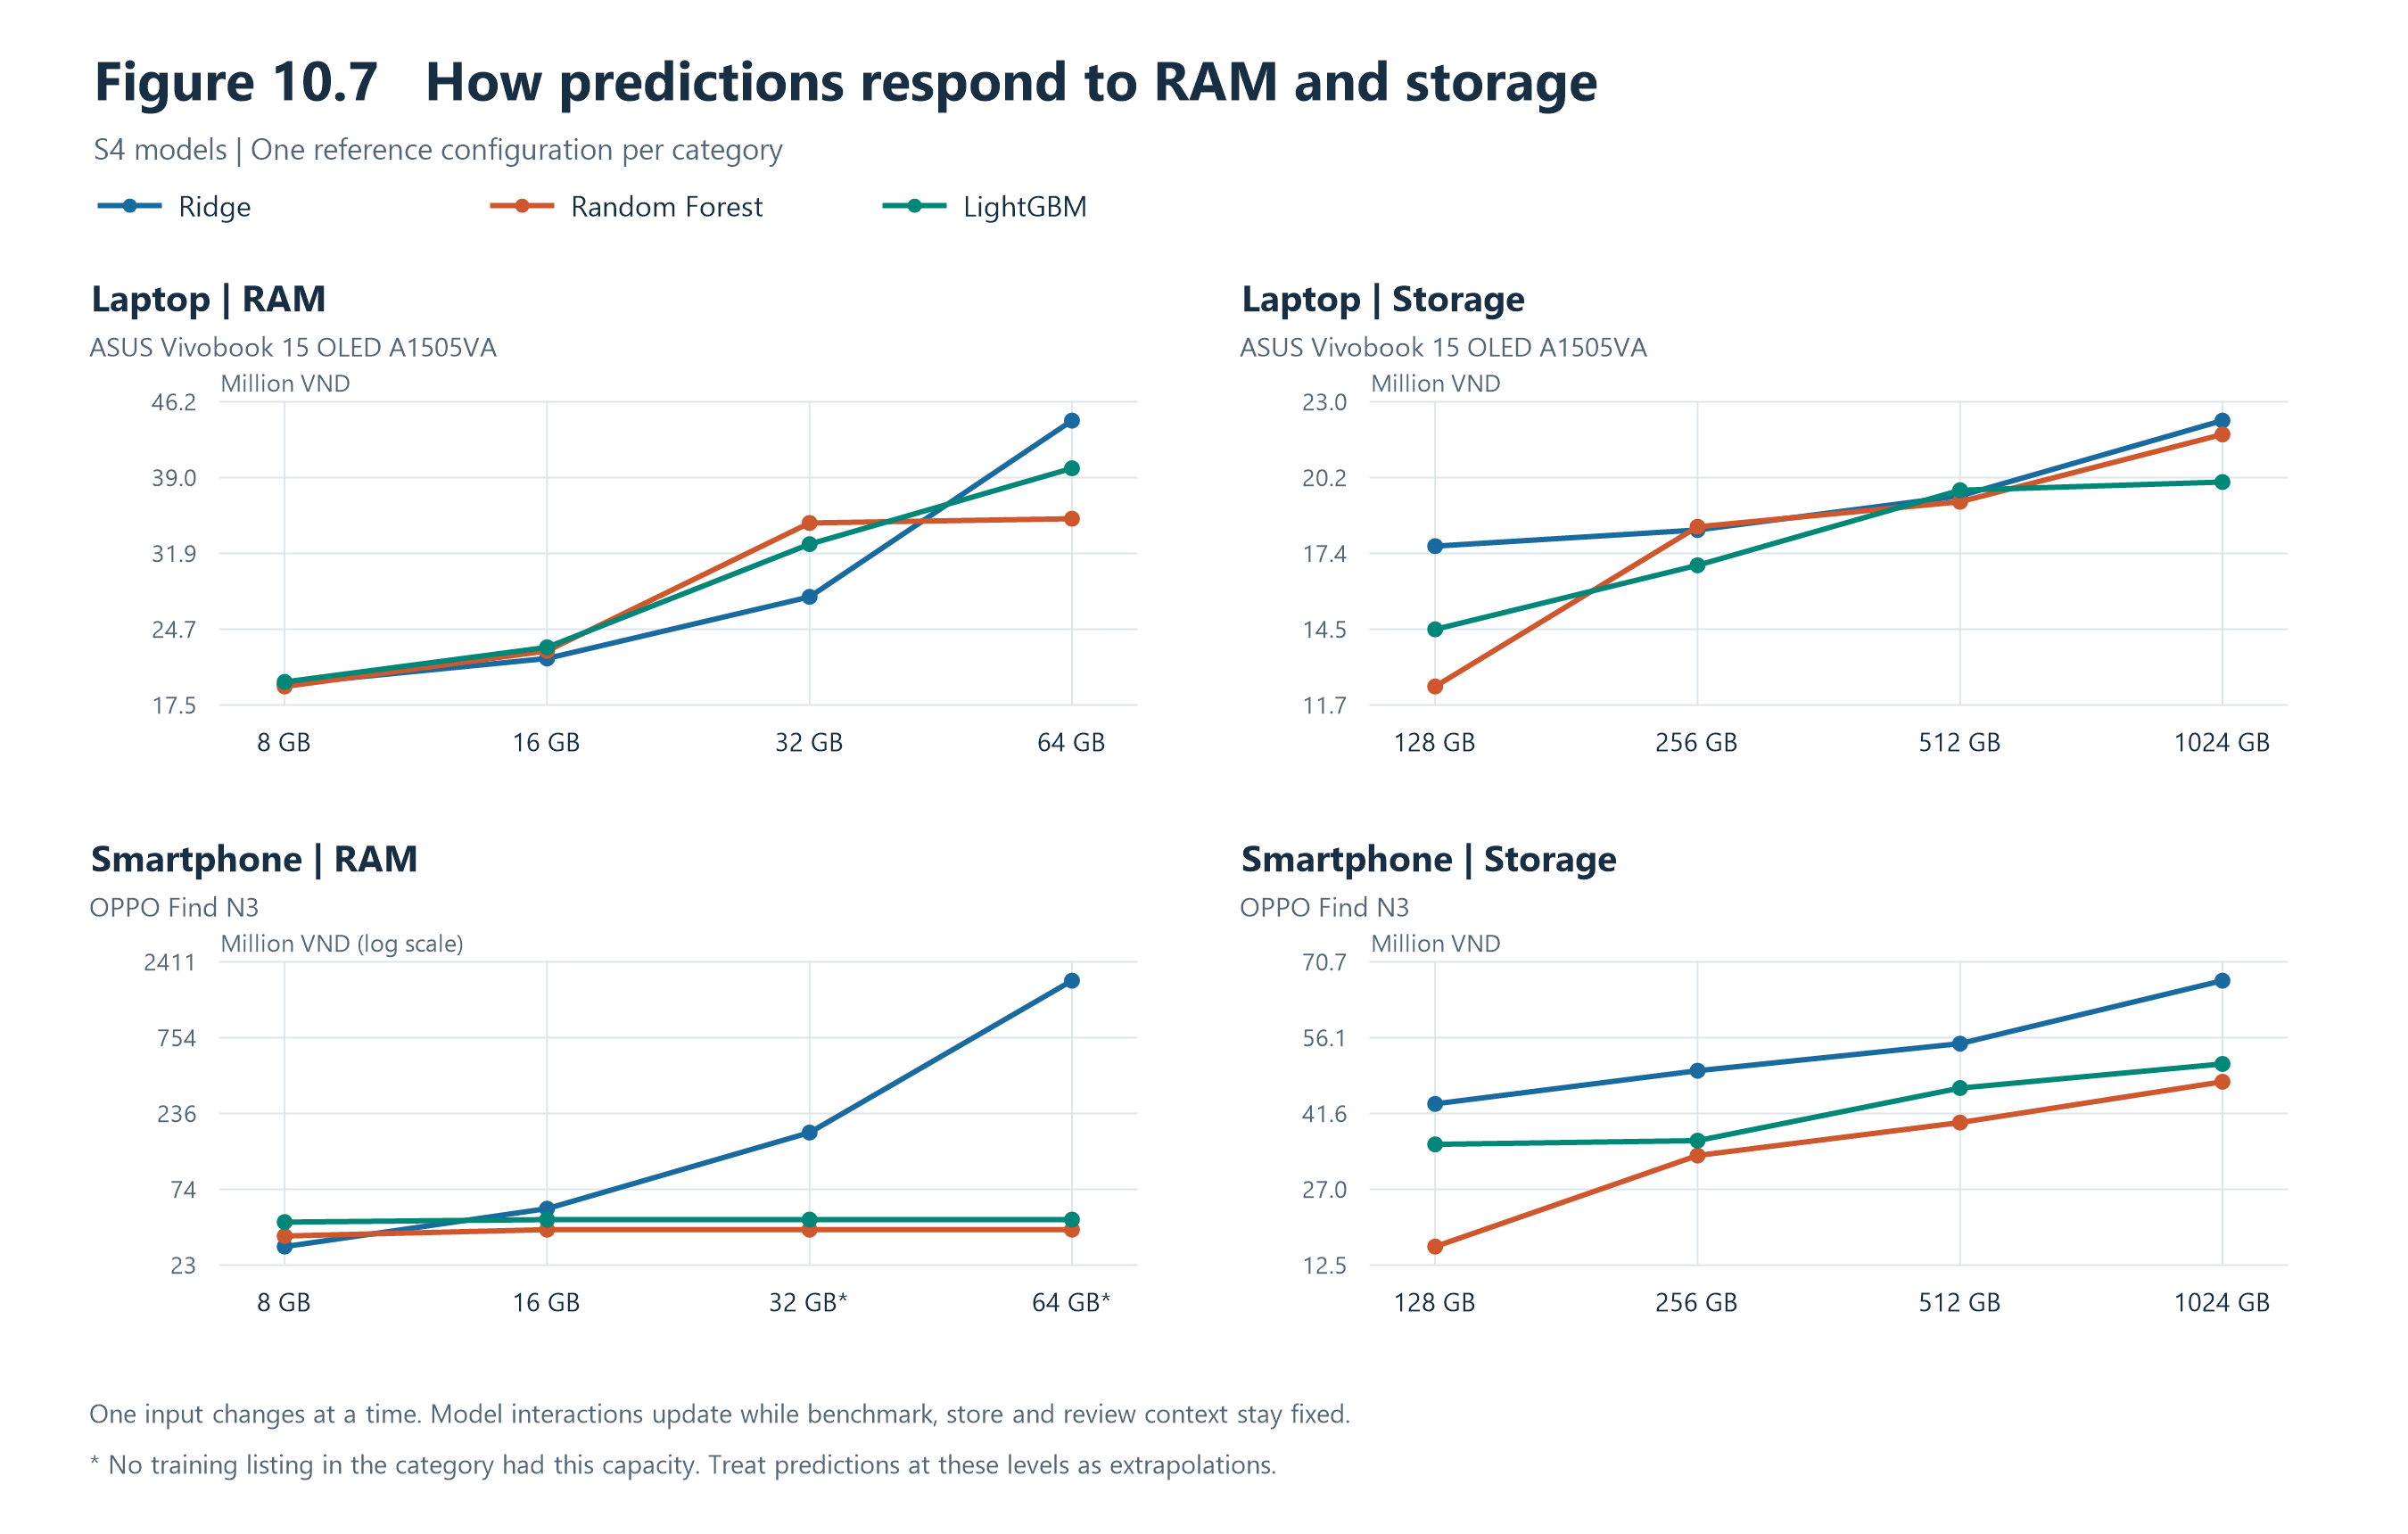 Figure 10.7 How predictions respond to RAM and storage
S4 models | One reference configuration per category
Ridge
Random Forest
LightGBM
Laptop | RAM
ASUS Vivobook 15 OLED A1505VA
Million VND
46.2
39.0
31.9
24.7
17.5
8 GB
16 GB
32 GB
64 GB
Laptop | Storage
ASUS Vivobook 15 OLED A1505VA
Million VND
23.0
20.2
17.4
14.5
11.7
128 GB
256 GB
512 GB
1024 GB
Smartphone | RAM
OPPO Find N3
Million VND (log scale)
2411
754
236
74
23
8 GB
16 GB
32 GB*
64 GB*
Smartphone | Storage
OPPO Find N3
Million VND
70.7
56.1
41.6
27.0
12.5
128 GB
256 GB
512 GB
1024 GB
One input changes at a time. Model interactions update while benchmark, store and review context stay fixed.
* No training listing in the category had this capacity. Treat predictions at these levels as extrapolations.